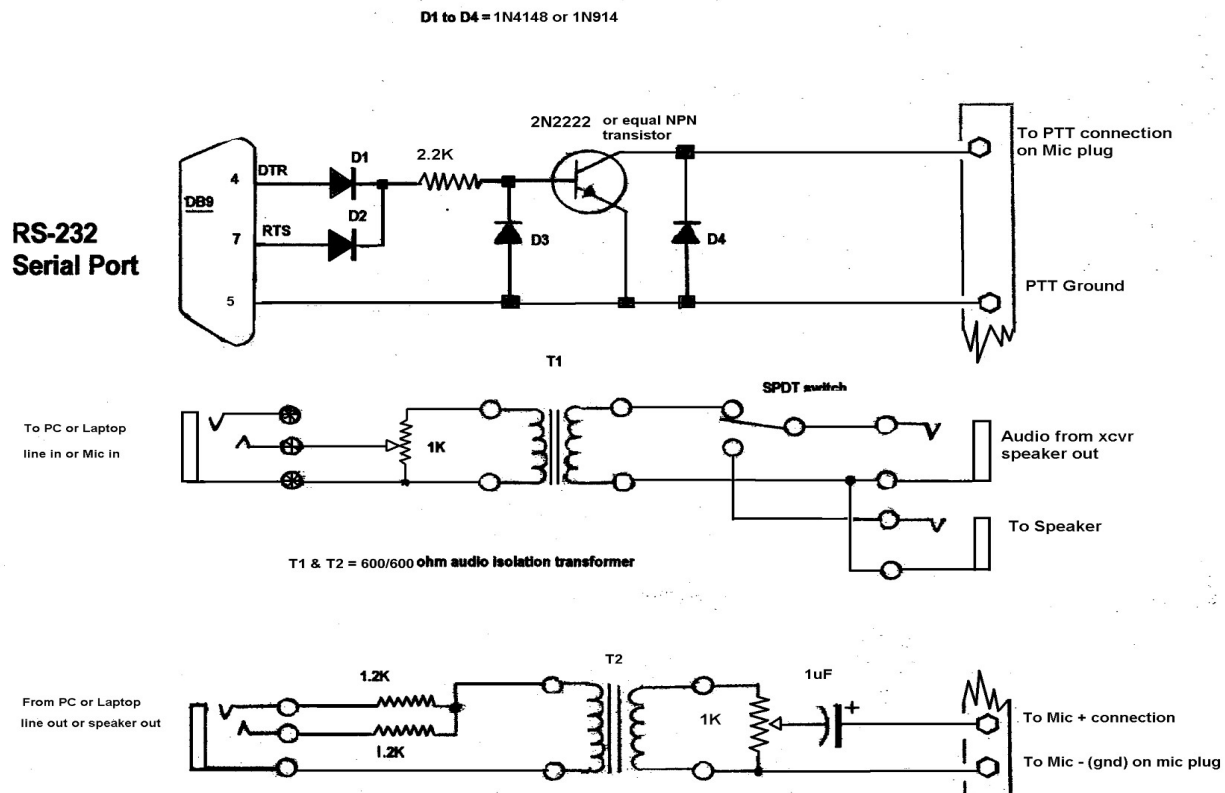 D1 to D4 = 1N4148 or 1N914
2N2222 or equal NPN
transistor
To PTT connection
on Mic plug
D1
2.2K
4
DTR
DB9
D2
7
RTS
D3
D4
RS-232
Serial Port
5
PTT Ground
T1
SPDT switch
To PC or Laptop
line in or Mic in
1K
Audio from xcvr
speaker out
To Speaker
T1 & T2 = 600/600 ohm audio isolation transformer
T2
1.2K
1uF
+
From PC or Laptop
line out or speaker out
1K
To Mic + connection
1.2K
To Mic - (gnd) on mic plug